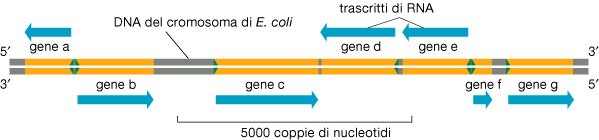 trascritti di RNA
DNA del cromosoma di E. coli
gene a
gene d
gene e
5′
3′
3′
5′
gene b
gene c
gene f
gene g
5000 coppie di nucleotidi